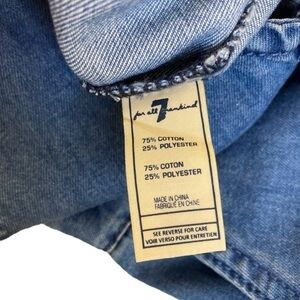 for all 7 mankind
75% COTTON
25% POLYESTER
75% COTON
25% POLYESTER
MADE IN CHINA
FABRIQUÉ EN CHINE
SEE REVERSE FOR CARE
VOIR VERSO POUR ENTRETIEN